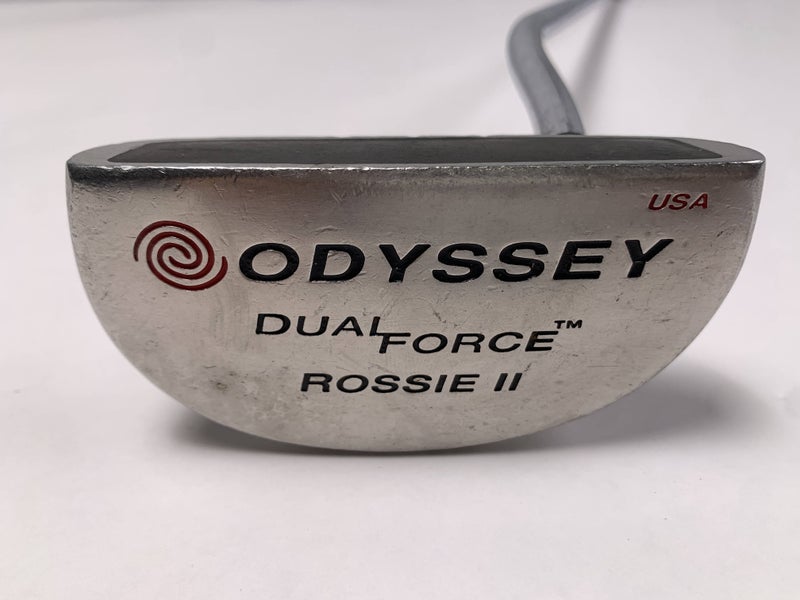 USA
ODYSSEY
DUAL FORCE™
ROSSIE II